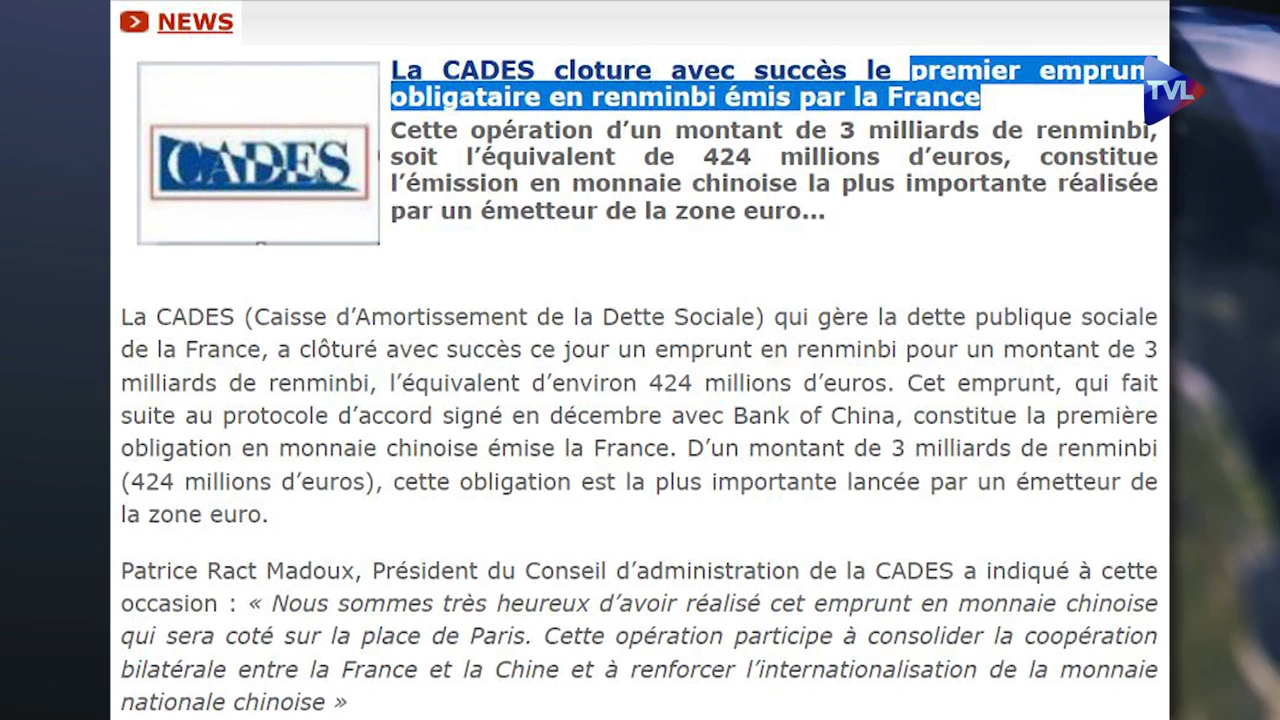 NEWS
La CADES cloture avec succès le premier emprun
obligataire en renminbi émis par la France
TVL
Cette opération d’un montant de 3 milliards de renminbi,
soit l’équivalent de 424 millions d’euros, constitue
l’émission en monnaie chinoise la plus importante réalisée
par un émetteur de la zone euro...
CADES
La CADES (Caisse d’Amortissement de la Dette Sociale) qui gère la dette publique sociale
de la France, a clôturé avec succès ce jour un emprunt en renminbi pour un montant de 3
milliards de renminbi, l’équivalent d’environ 424 millions d’euros. Cet emprunt, qui fait
suite au protocole d’accord signé en décembre avec Bank of China, constitue la première
obligation en monnaie chinoise émise la France. D’un montant de 3 milliards de renminbi
(424 millions d’euros), cette obligation est la plus importante lancée par un émetteur de
la zone euro.
Patrice Ract Madoux, Président du Conseil d’administration de la CADES a indiqué à cette
occasion : « Nous sommes très heureux d’avoir réalisé cet emprunt en monnaie chinoise
qui sera coté sur la place de Paris. Cette opération participe à consolider la coopération
bilatérale entre la France et la Chine et à renforcer l’internationalisation de la monnaie
nationale chinoise »